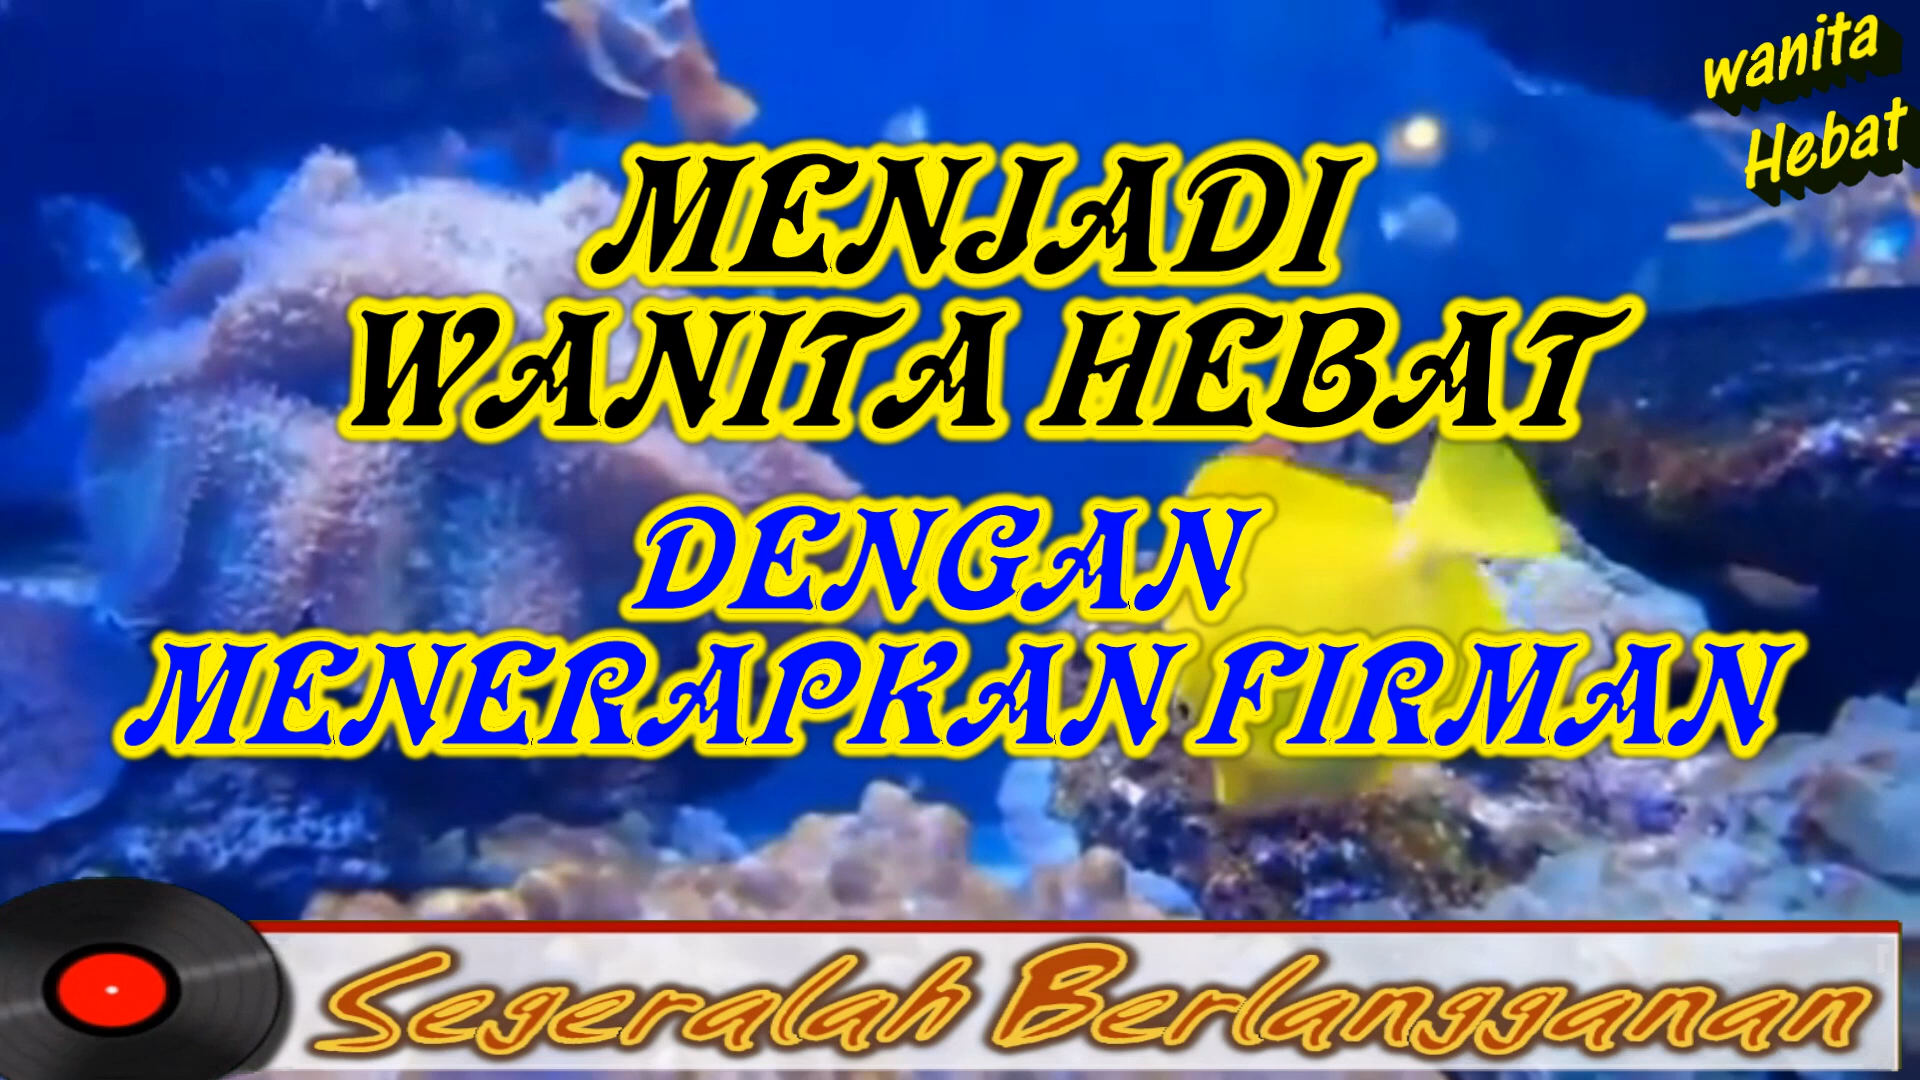 wanita
Hebat
MENJADI
WANITA HEBAT
DENGAN
MENERAPKAN FIRMAN
Segeralah Berlangganan